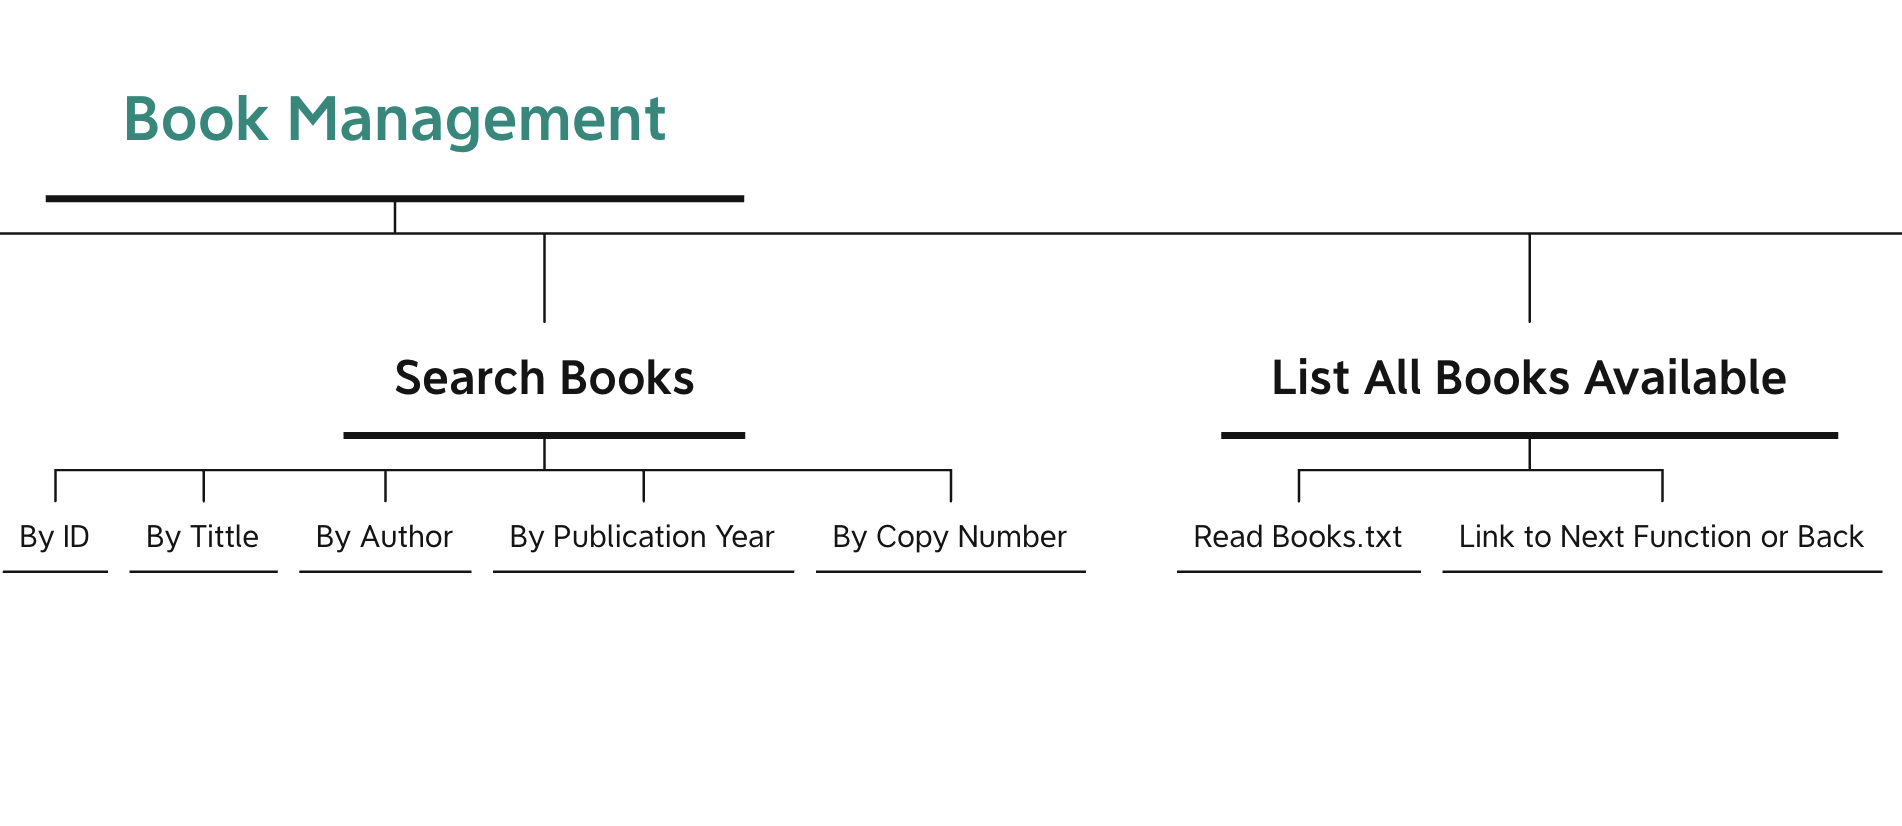 Book Management
Search Books
List All Books Available
By ID
By Tittle
By Author
By Publication Year
By Copy Number
Read Books.txt
Link to Next Function or Back